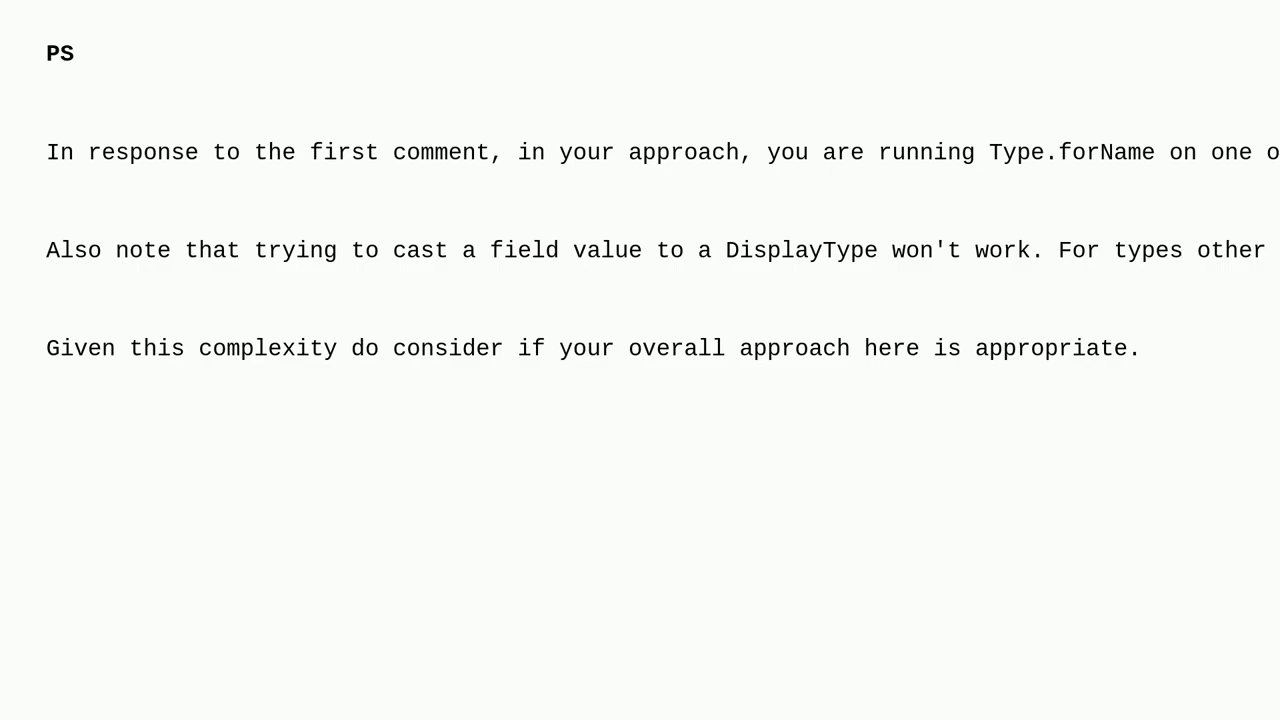 PS
In response to the first comment, in your approach, you are running Type.forName on one
Also note that trying to cast a field value to a DisplayType won't work. For types other
Given this complexity do consider if your overall approach here is appropriate.